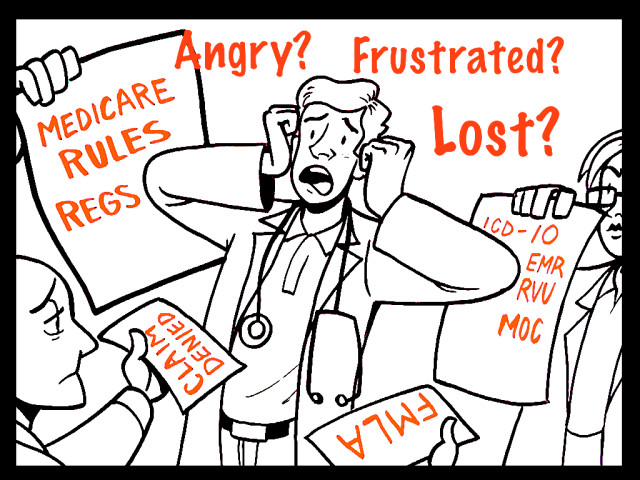 Angry? Frustrated?
Lost?
MEDICARE
RULES
REGS
ICD-10
EMR
RVU
MOC
CLAIM
DENIED
FMLA